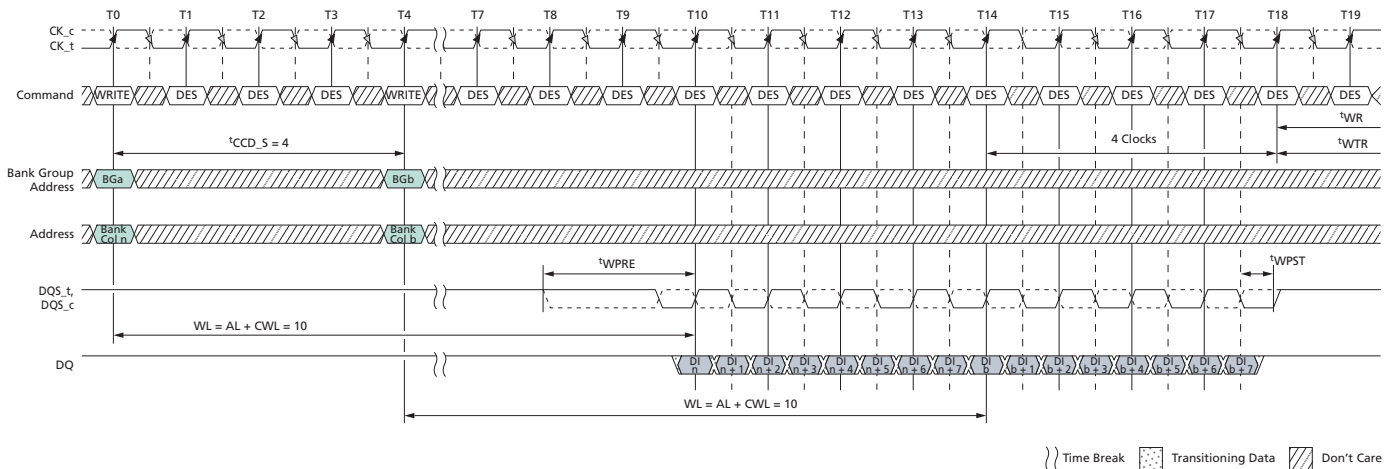 T0 T1 T2 T3 T4 T7 T8 T9 T10 T11 T12 T13 T14 T15 T16 T17 T18 T19
CK_c
CK_t
Command WRITE DES DES DES WRITE DES DES DES DES DES DES DES DES DES DES DES DES DES
tWR
tCCD_S = 4 4 Clocks tWTR
Bank Group
Address BGa BGb
Address Bank
Col n Bank
Col b
tWPRE tWPST
DQS_t,
DQS_c
WL = AL + CWL = 10
DQ DI
n DI
n + 1 DI
n + 2 DI
n + 3 DI
n + 4 DI
n + 5 DI
n + 6 DI
n + 7 DI
b DI
b + 1 DI
b + 2 DI
b + 3 DI
b + 4 DI
b + 5 DI
b + 6 DI
b + 7
WL = AL + CWL = 10
Time Break Transitioning Data Don't Care